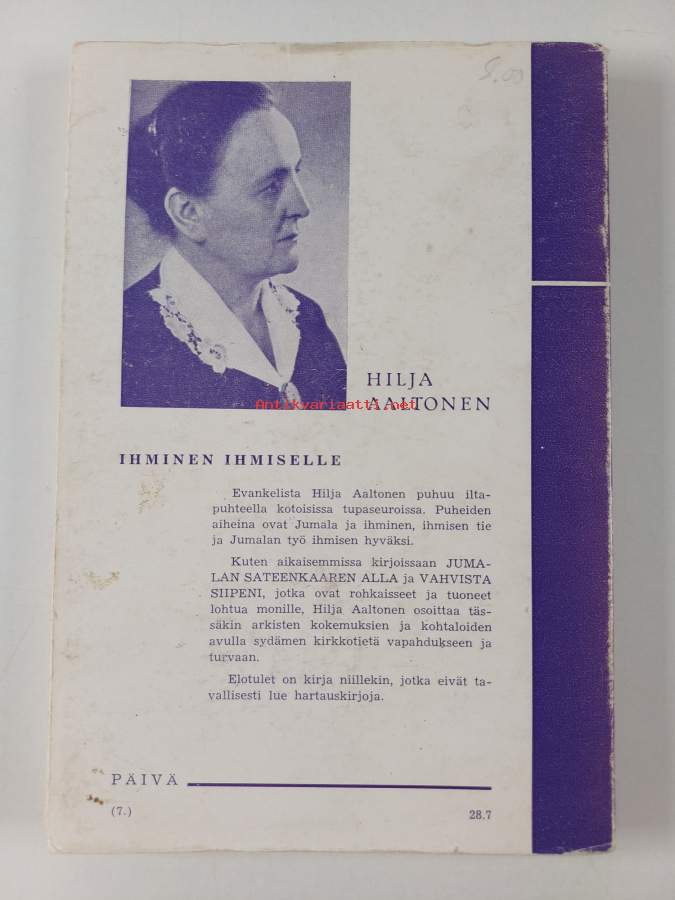 8.00
HILJA
AALTONEN
Antikvariaatti.net
IHMINEN IHMISELLE
Evankelista Hilja Aaltonen puhuu ilta-
puhteella kotoisissa tupaseuroissa. Puheiden
aiheina ovat Jumala ja ihminen, ihmisen tie
ja Jumalan työ ihmisen hyväksi.
Kuten aikaisemmissa kirjoissaan JUMA-
LAN SATEENKAAREN ALLA ja VAHVISTA
SIIPENI, jotka ovat rohkaisseet ja tuoneet
lohtua monille, Hilja Aaltonen osoittaa täs-
säkin arkisten kokemuksien ja kohtaloiden
avulla sydämen kirkkotietä vapahdukseen ja
turvaan.
Elotulet on kirja niillekin, jotka eivät ta-
vallisesti lue hartauskirjoja.
PÄIVÄ
(7.)
28.7